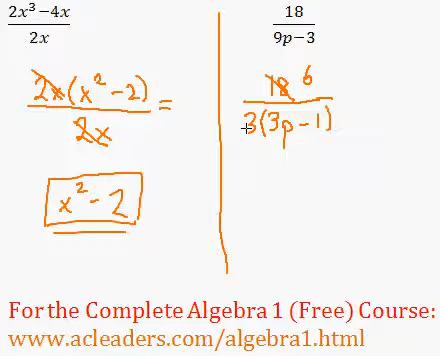 2x³ − 4x / 2x
2x(x² − 2) / 2x =
x² − 2
18 / 9p − 3
18 6 / 3(3p − 1)
For the Complete Algebra 1 (Free) Course:
www.acleaders.com/algebra1.html